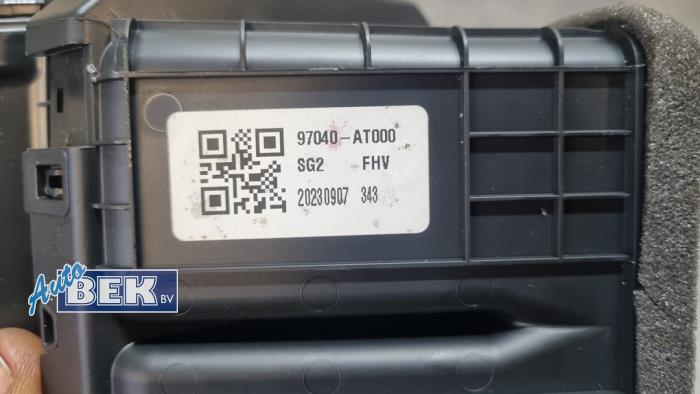 97040-AT000
SG2 FHV
20230907 343
Auto
BEK BV